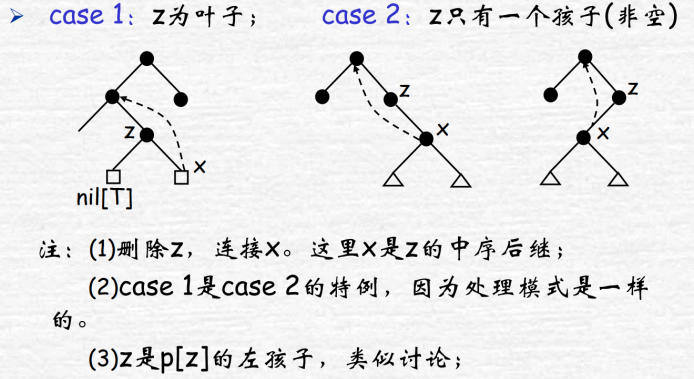 ➤ case 1: z为叶子; case 2: z只有一个孩子(非空)
z x nil[T]
z x
z x
注: (1)删除z, 连接x。这里x是z的中序后继;
(2)case 1是case 2的特例, 因为处理模式是一样
的。
(3)z是p[z]的左孩子, 类似讨论;